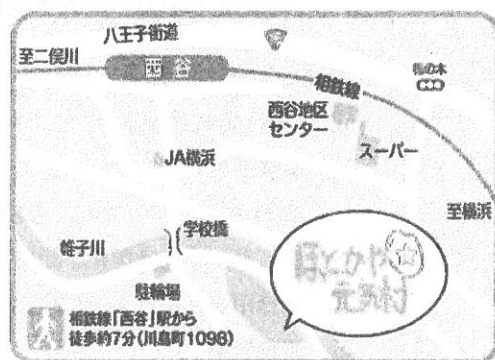 八王子街道
至二俣川
西谷
相鉄線
梅の木
西谷地区
センター
スーパー
JA横浜
至横浜
学校橋
帷子川
ほどがや☆
元気村
駐輪場
相鉄線「西谷」駅から
徒歩約7分(川島町1098)